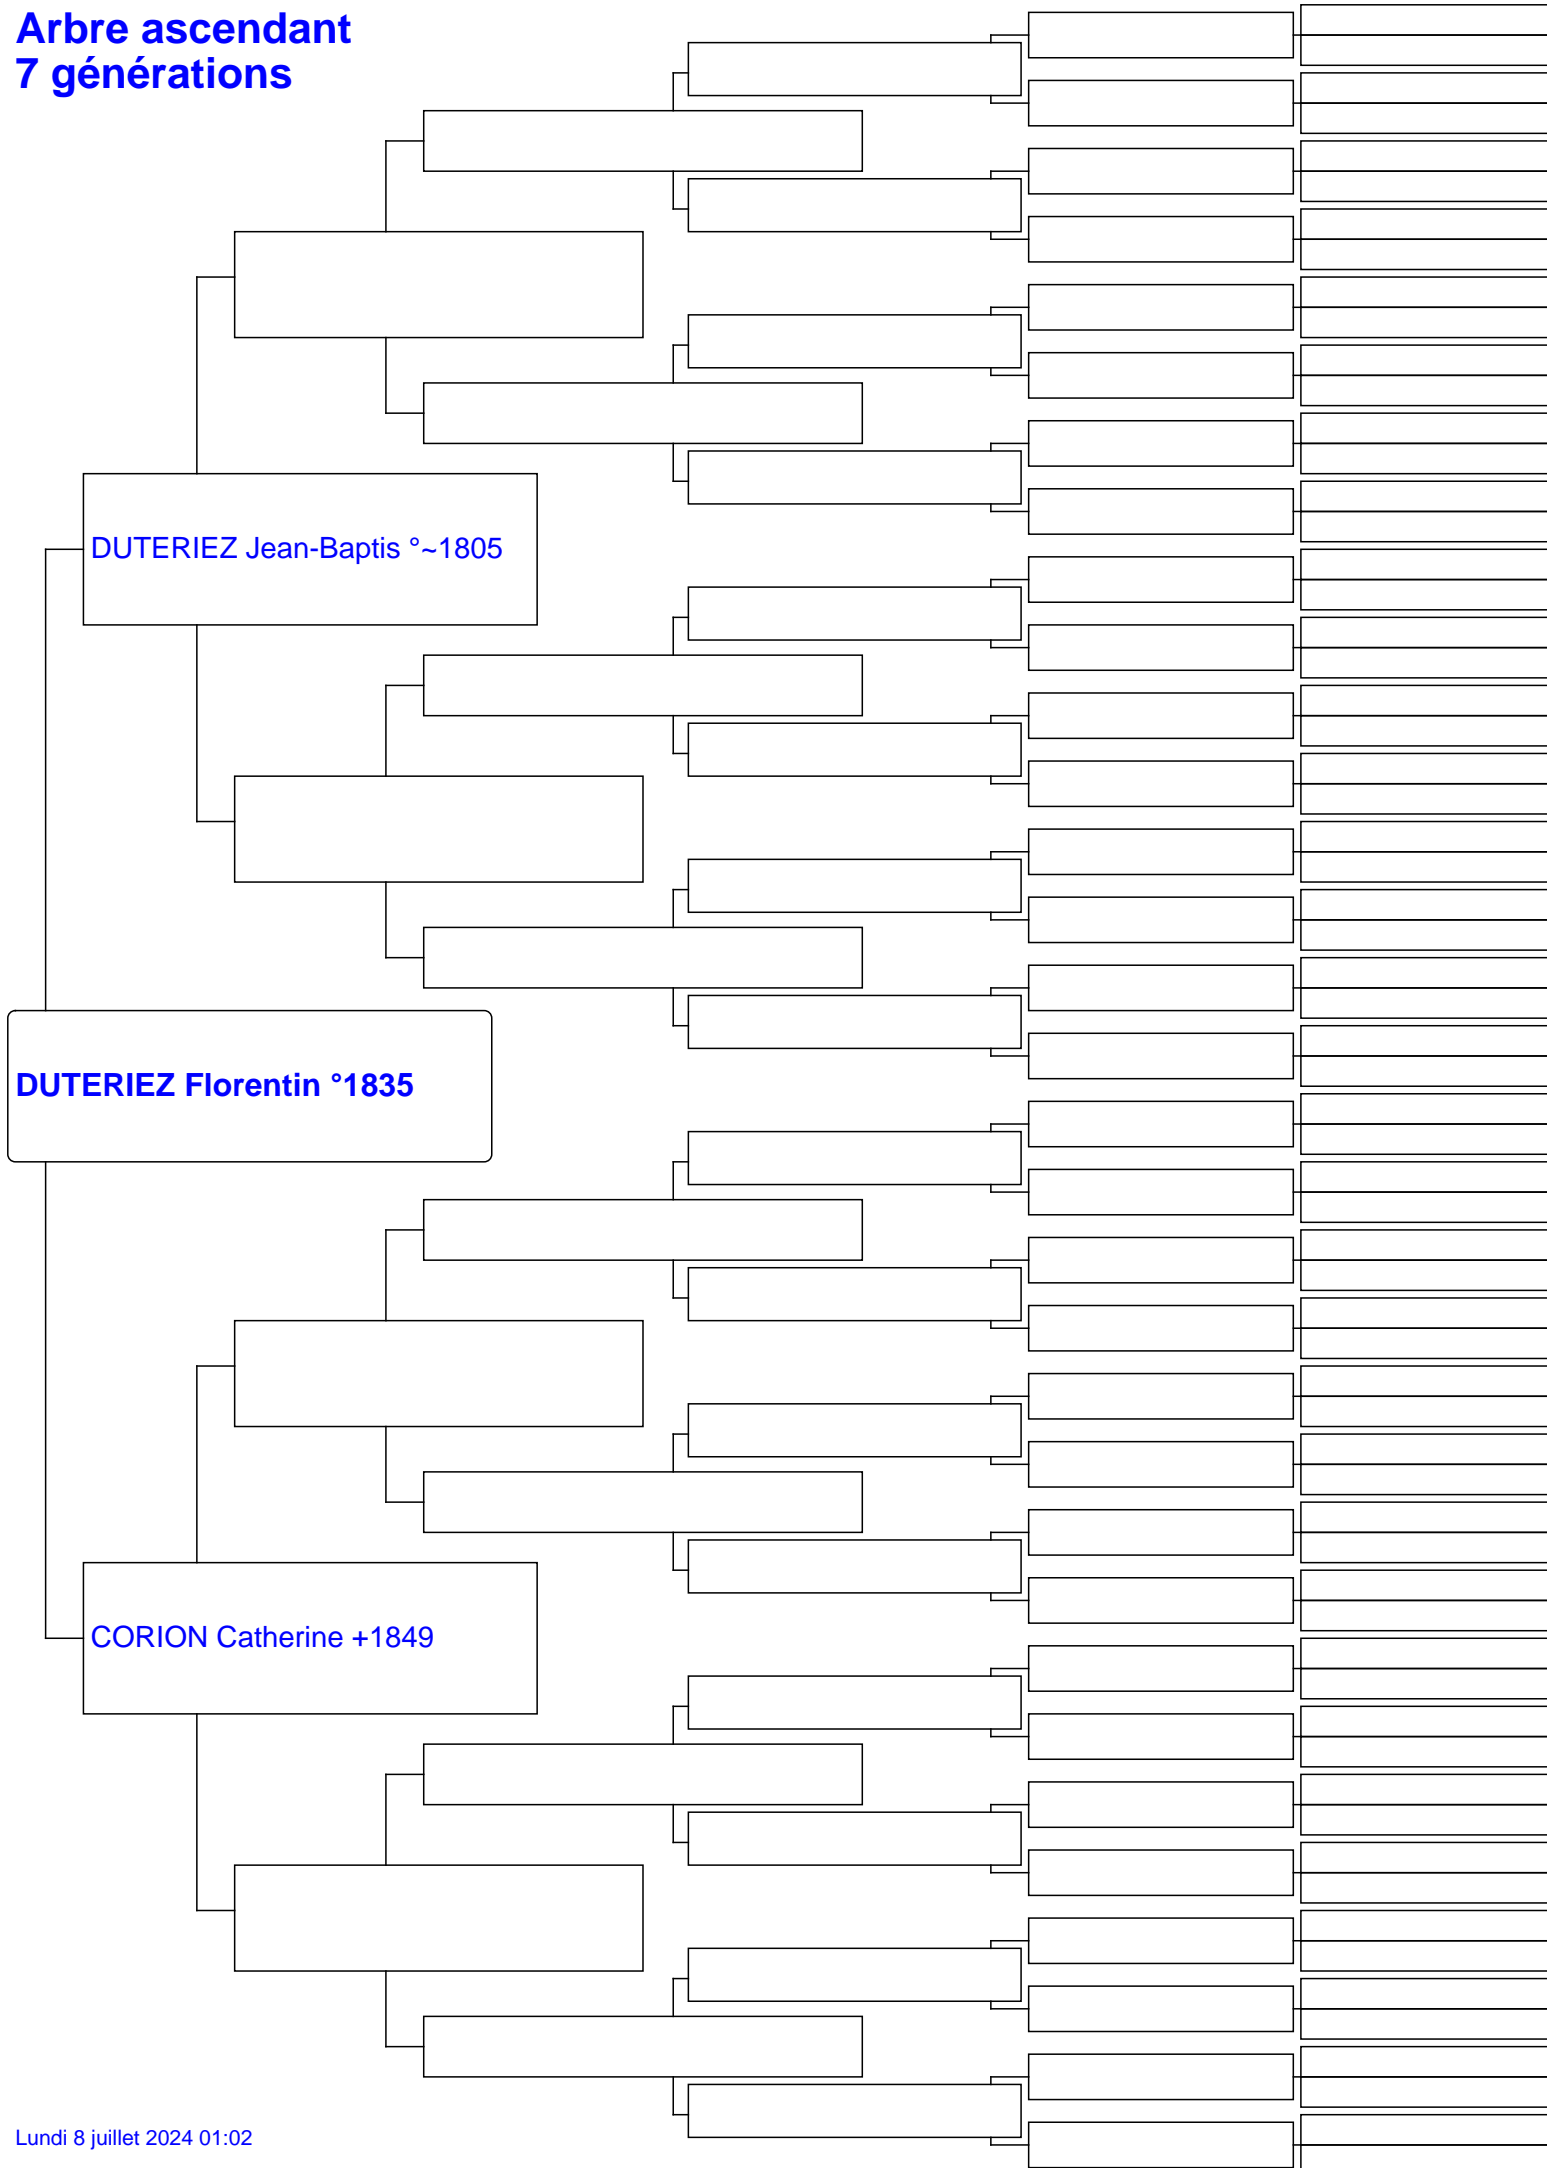 Arbre ascendant
7 générations
DUTERIEZ Jean-Baptis °~1805
DUTERIEZ Florentin °1835
CORION Catherine +1849
Lundi 8 juillet 2024 01:02